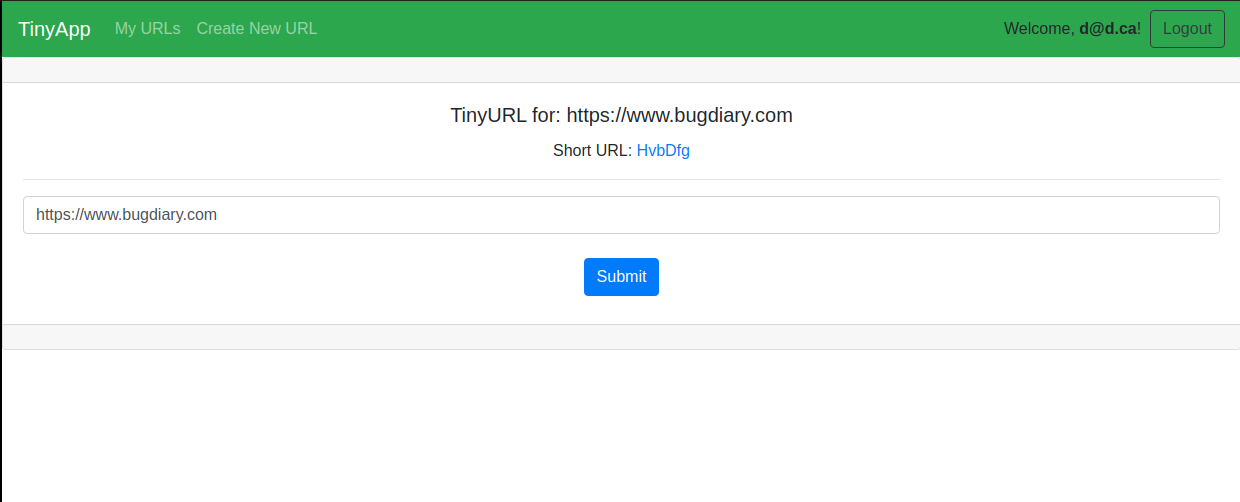 TinyApp My URLs Create New URL Welcome, d@d.ca! Logout
TinyURL for: https://www.bugdiary.com
Short URL: HvbDfg
https://www.bugdiary.com
Submit